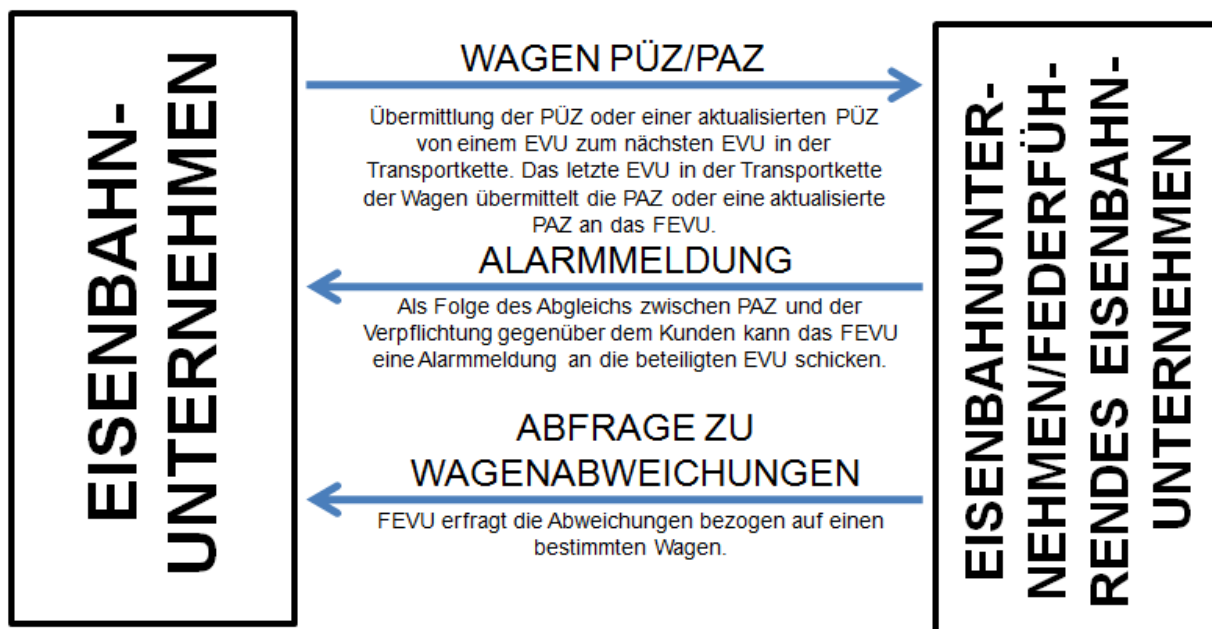 EISENBAHN-
UNTERNEHMEN
WAGEN PÜZ/PAZ
Übermittlung der PÜZ oder einer aktualisierten PÜZ
von einem EVU zum nächsten EVU in der
Transportkette. Das letzte EVU in der Transportkette
der Wagen übermittelt die PAZ oder eine aktualisierte
PAZ an das FEVU.
ALARMMELDUNG
Als Folge des Abgleichs zwischen PAZ und der
Verpflichtung gegenüber dem Kunden kann das FEVU
eine Alarmmeldung an die beteiligten EVU schicken.
ABFRAGE ZU
WAGENABWEICHUNGEN
FEVU erfragt die Abweichungen bezogen auf einen
bestimmten Wagen.
EISENBAHNUNTER-
NEHMEN/FEDERFÜH-
RENDES EISENBAHN-
UNTERNEHMEN